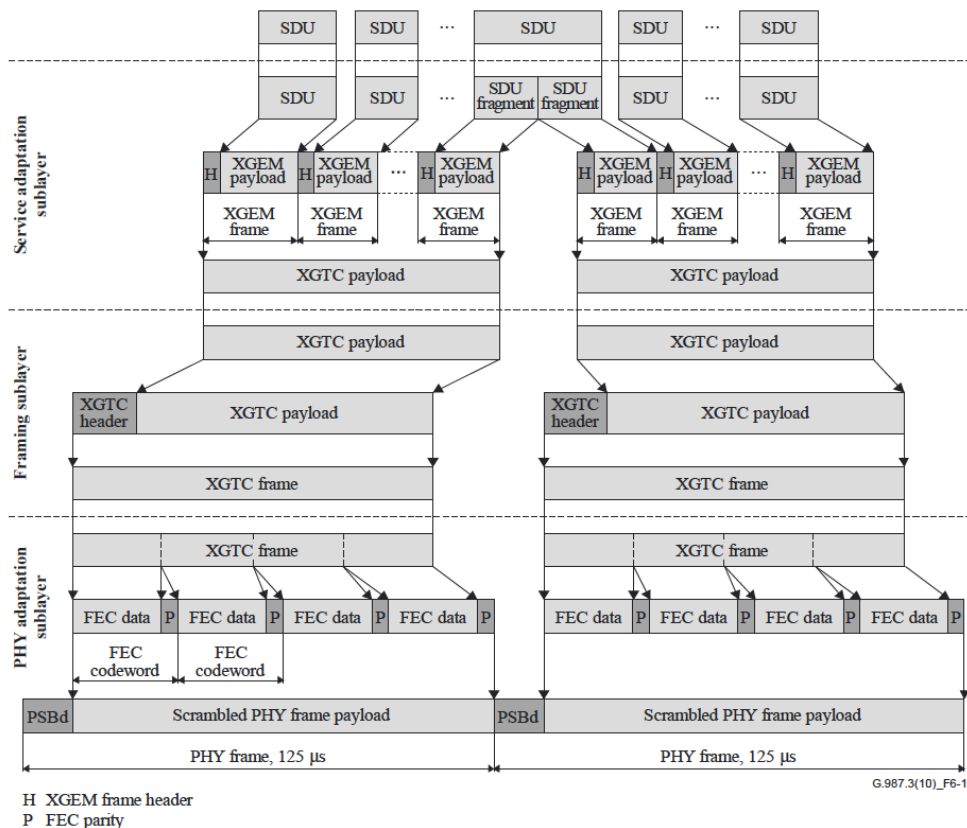 SDU SDU ... SDU SDU ... SDU
SDU SDU ... SDU fragment SDU fragment SDU ... SDU
Service adaptation sublayer
H XGEM payload H XGEM payload ... H XGEM payload H XGEM payload H XGEM payload ... H XGEM payload
XGEM frame XGEM frame XGEM frame XGEM frame XGEM frame XGEM frame
XGTC payload XGTC payload
Framing sublayer
XGTC payload XGTC payload
XGTC header XGTC payload XGTC header XGTC payload
XGTC frame XGTC frame
PHY adaptation sublayer
XGTC frame XGTC frame
FEC data P FEC data P FEC data P FEC data P FEC data P FEC data P FEC data P FEC data P
FEC codeword FEC codeword
PSBd Scrambled PHY frame payload PSBd Scrambled PHY frame payload
PHY frame, 125 μs PHY frame, 125 μs
G.987.3(10)_F6-1
H XGEM frame header
P FEC parity